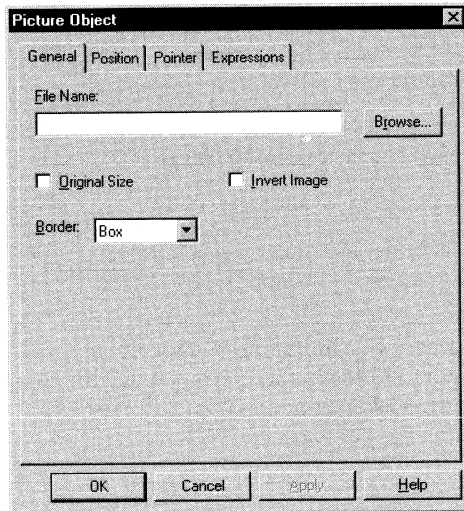 Picture Object
General Position Pointer Expressions
File Name:
Browse...
Original Size Invert Image
Border: Box
OK Cancel Apply Help